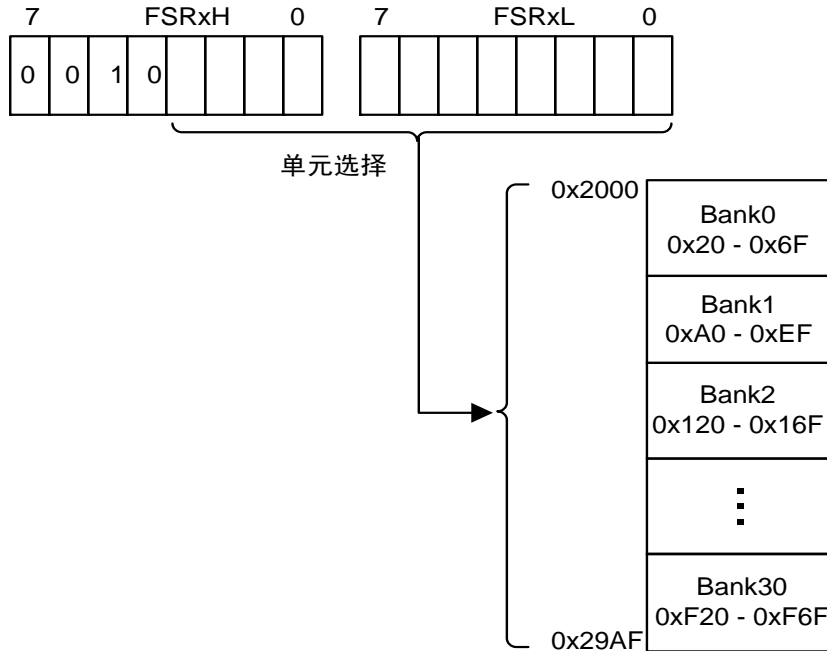 7 FSRxH 0 7 FSRxL 0
0 0 1 0
单元选择
0x2000
Bank0
0x20 - 0x6F
Bank1
0xA0 - 0xEF
Bank2
0x120 - 0x16F
Bank30
0xF20 - 0xF6F
0x29AF